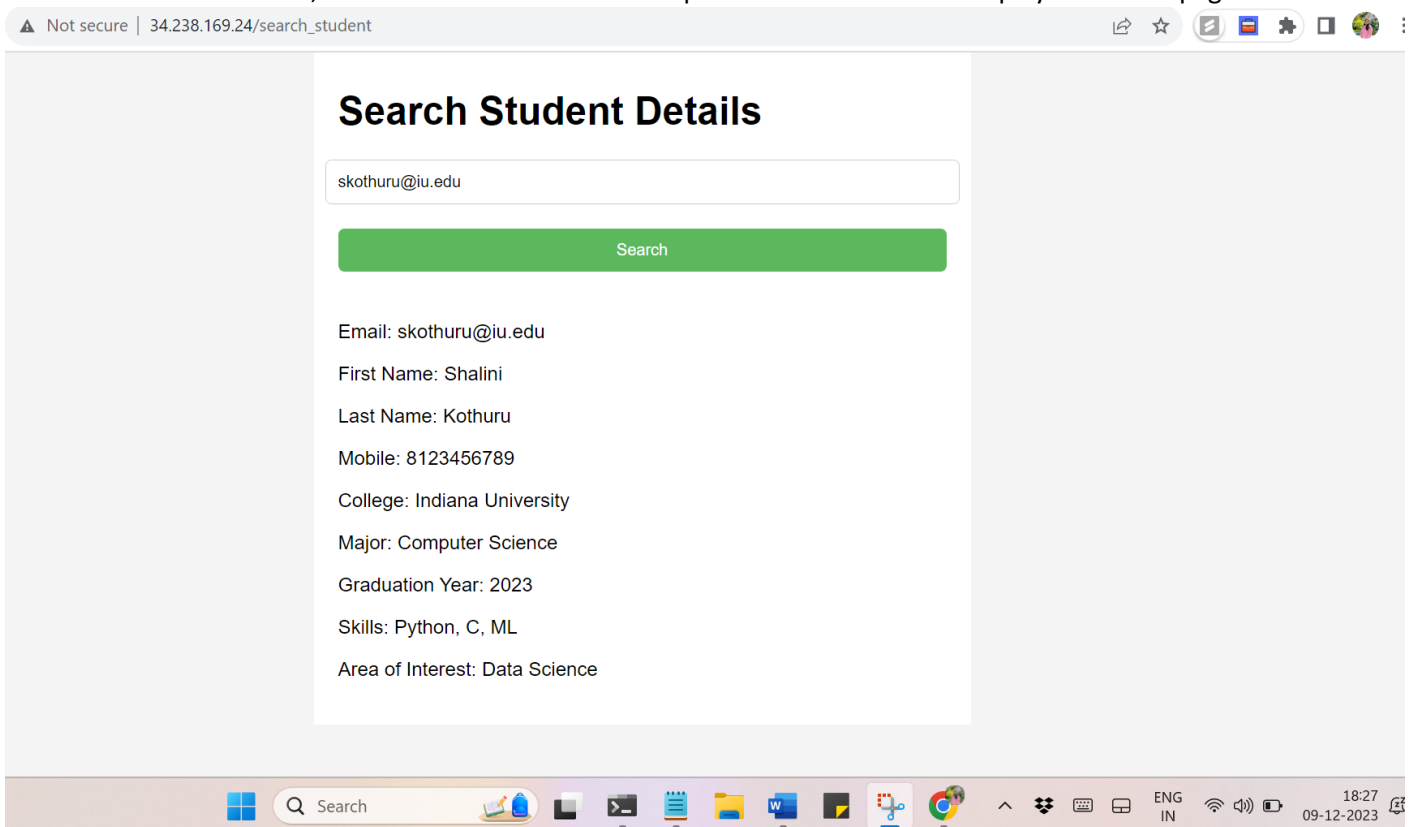 Not secure | 34.238.169.24/search_student
Search Student Details
skothuru@iu.edu
Search
Email: skothuru@iu.edu
First Name: Shalini
Last Name: Kothuru
Mobile: 8123456789
College: Indiana University
Major: Computer Science
Graduation Year: 2023
Skills: Python, C, ML
Area of Interest: Data Science
Search
ENG
IN
18:27
09-12-2023